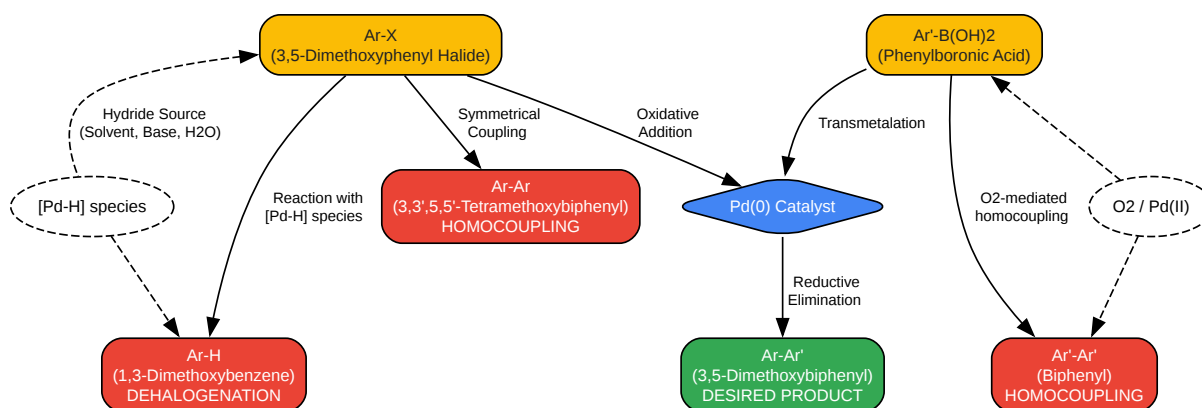 Ar-X
(3,5-Dimethoxyphenyl Halide)
Ar'-B(OH)2
(Phenylboronic Acid)
Hydride Source
(Solvent, Base, H2O)
Symmetrical
Coupling
Oxidative
Addition
Transmetalation
[Pd-H] species
Reaction with
[Pd-H] species
Ar-Ar
(3,3',5,5'-Tetramethoxybiphenyl)
HOMOCOUPLING
Pd(0) Catalyst
O2-mediated
homocoupling
O2 / Pd(II)
Reductive
Elimination
Ar-H
(1,3-Dimethoxybenzene)
DEHALOGENATION
Ar-Ar'
(3,5-Dimethoxybiphenyl)
DESIRED PRODUCT
Ar'-Ar'
(Biphenyl)
HOMOCOUPLING